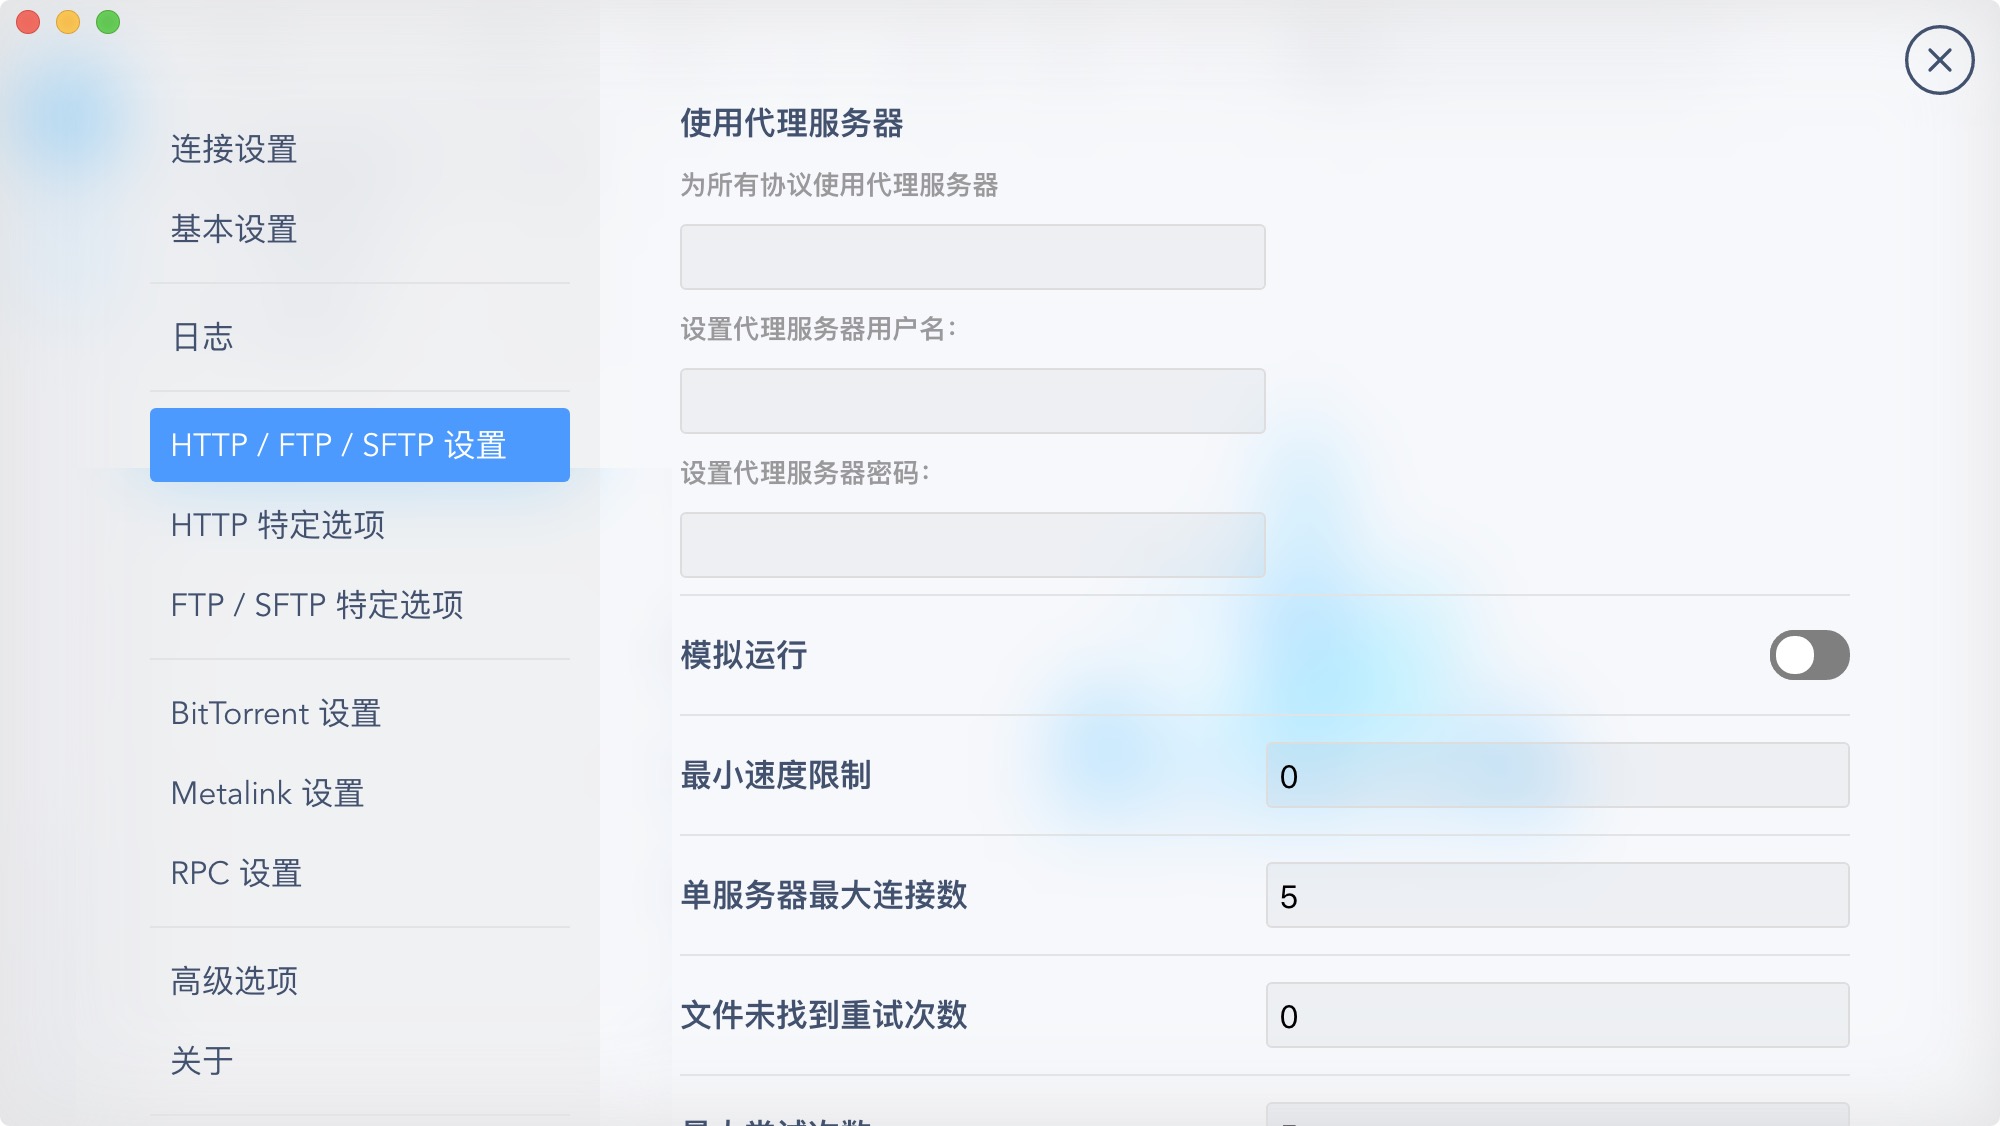 连接设置
基本设置
日志
HTTP / FTP / SFTP 设置
HTTP 特定选项
FTP / SFTP 特定选项
BitTorrent 设置
Metalink 设置
RPC 设置
高级选项
关于
使用代理服务器
为所有协议使用代理服务器
设置代理服务器用户名：
设置代理服务器密码：
模拟运行
最小速度限制
0
单服务器最大连接数
5
文件未找到重试次数
0